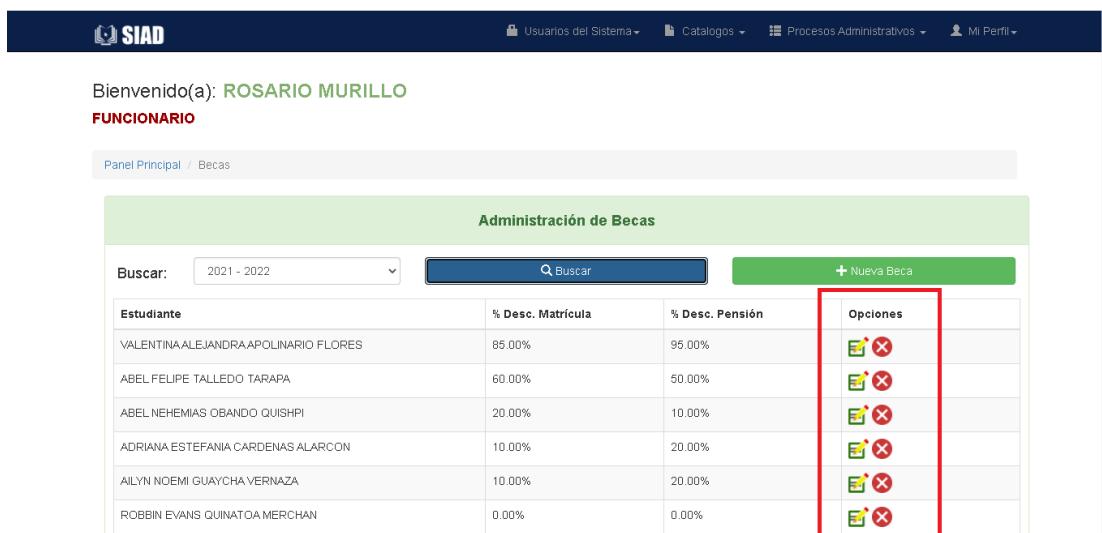 SIAD Usuarios del Sistema Catalogos Procesos Administrativos Mi Perfil
Bienvenido(a): ROSARIO MURILLO
FUNCIONARIO
Panel Principal / Becas
Administración de Becas
Buscar: 2021 - 2022 Buscar + Nueva Beca
Estudiante % Desc. Matrícula % Desc. Pensión Opciones
VALENTINA ALEJANDRA APOLINARIO FLORES 85.00% 95.00%
ABEL FELIPE TALLEDO TARAPA 60.00% 50.00%
ABEL NEHEMIAS OBANDO QUISHPI 20.00% 10.00%
ADRIANA ESTEFANIA CARDENAS ALARCON 10.00% 20.00%
AILYN NOEMI GUAYCHA VERNAZA 10.00% 20.00%
ROBBIN EVANS QUINATOA MERCHAN 0.00% 0.00%